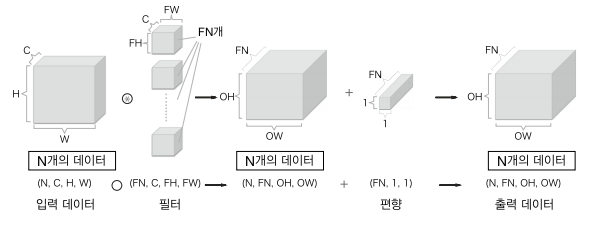 FW
C
FH
FN개
C
H
W
FN
OH
OW
FN
1
1
FN
OH
OW
N개의 데이터 N개의 데이터 N개의 데이터
(N, C, H, W) (FN, C, FH, FW) (N, FN, OH, OW) + (FN, 1, 1) (N, FN, OH, OW)
입력 데이터 필터 편향 출력 데이터